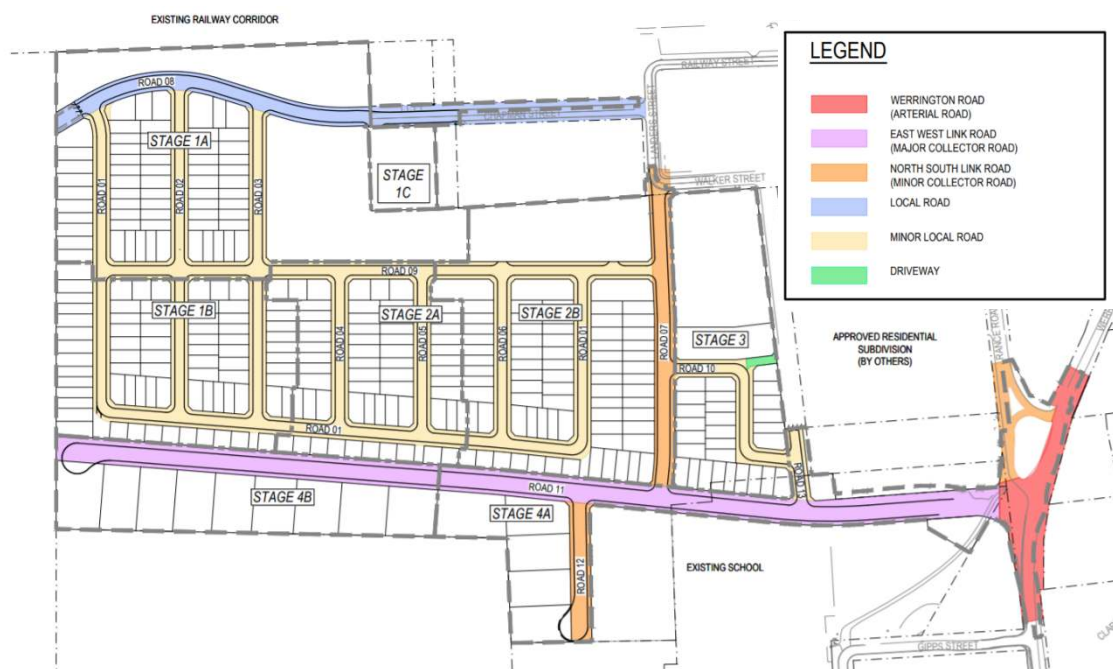 EXISTING RAILWAY CORRIDOR
LEGEND
WERRINGTON ROAD
(ARTERIAL ROAD)
EAST WEST LINK ROAD
(MAJOR COLLECTOR ROAD)
NORTH SOUTH LINK ROAD
(MINOR COLLECTOR ROAD)
LOCAL ROAD
MINOR LOCAL ROAD
DRIVEWAY
RAILWAY STREET
LANDERS STREET
WALKER STREET
ROAD 08
STAGE 1A
STAGE
1C
ROAD 01
ROAD 02
ROAD 03
ROAD 09
STAGE 1B
STAGE 2A
STAGE 2B
STAGE 3
ROAD 04
ROAD 05
ROAD 06
ROAD 01
ROAD 07
ROAD 10
APPROVED RESIDENTIAL
SUBDIVISION
(BY OTHERS)
ROAD 01
ROAD 11
ROAD 13
STAGE 4B
STAGE 4A
ROAD 12
EXISTING SCHOOL
GIPPS STREET